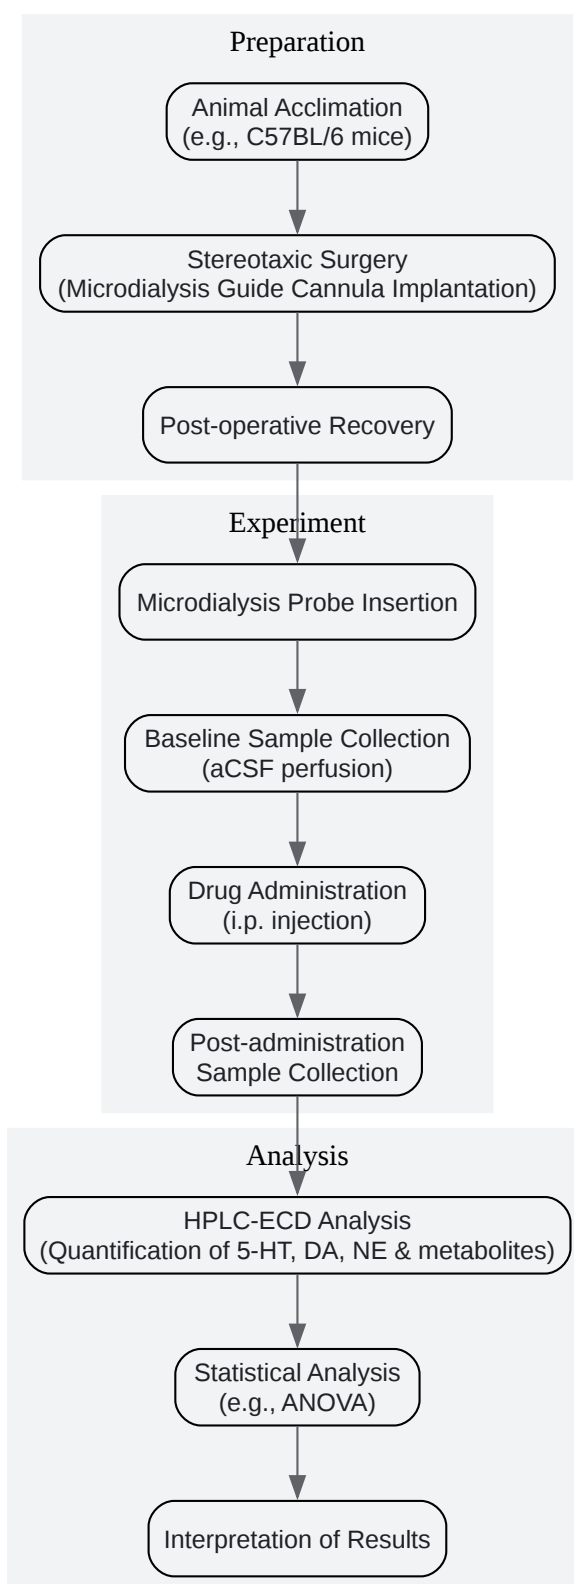 Preparation
Animal Acclimation
(e.g., C57BL/6 mice)
Stereotaxic Surgery
(Microdialysis Guide Cannula Implantation)
Post-operative Recovery
Experiment
Microdialysis Probe Insertion
Baseline Sample Collection
(aCSF perfusion)
Drug Administration
(i.p. injection)
Post-administration
Sample Collection
Analysis
HPLC-ECD Analysis
(Quantification of 5-HT, DA, NE & metabolites)
Statistical Analysis
(e.g., ANOVA)
Interpretation of Results